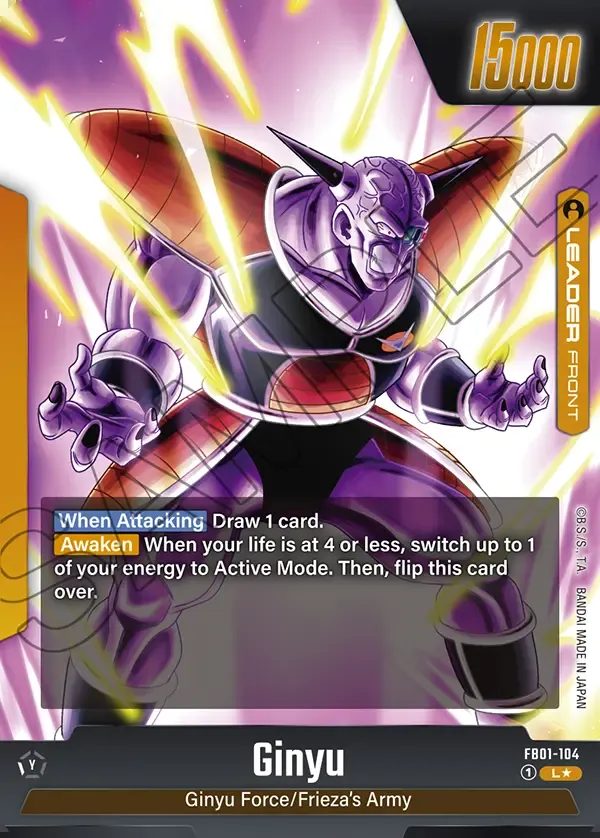 15000
LEADER FRONT
When Attacking Draw 1 card.
Awaken When your life is at 4 or less, switch up to 1
of your energy to Active Mode. Then, flip this card
over.
©B.S./S., T.A. BANDAI MADE IN JAPAN
SAMPLE
Y
Ginyu
FB01-104
1 L★
Ginyu Force/Frieza's Army